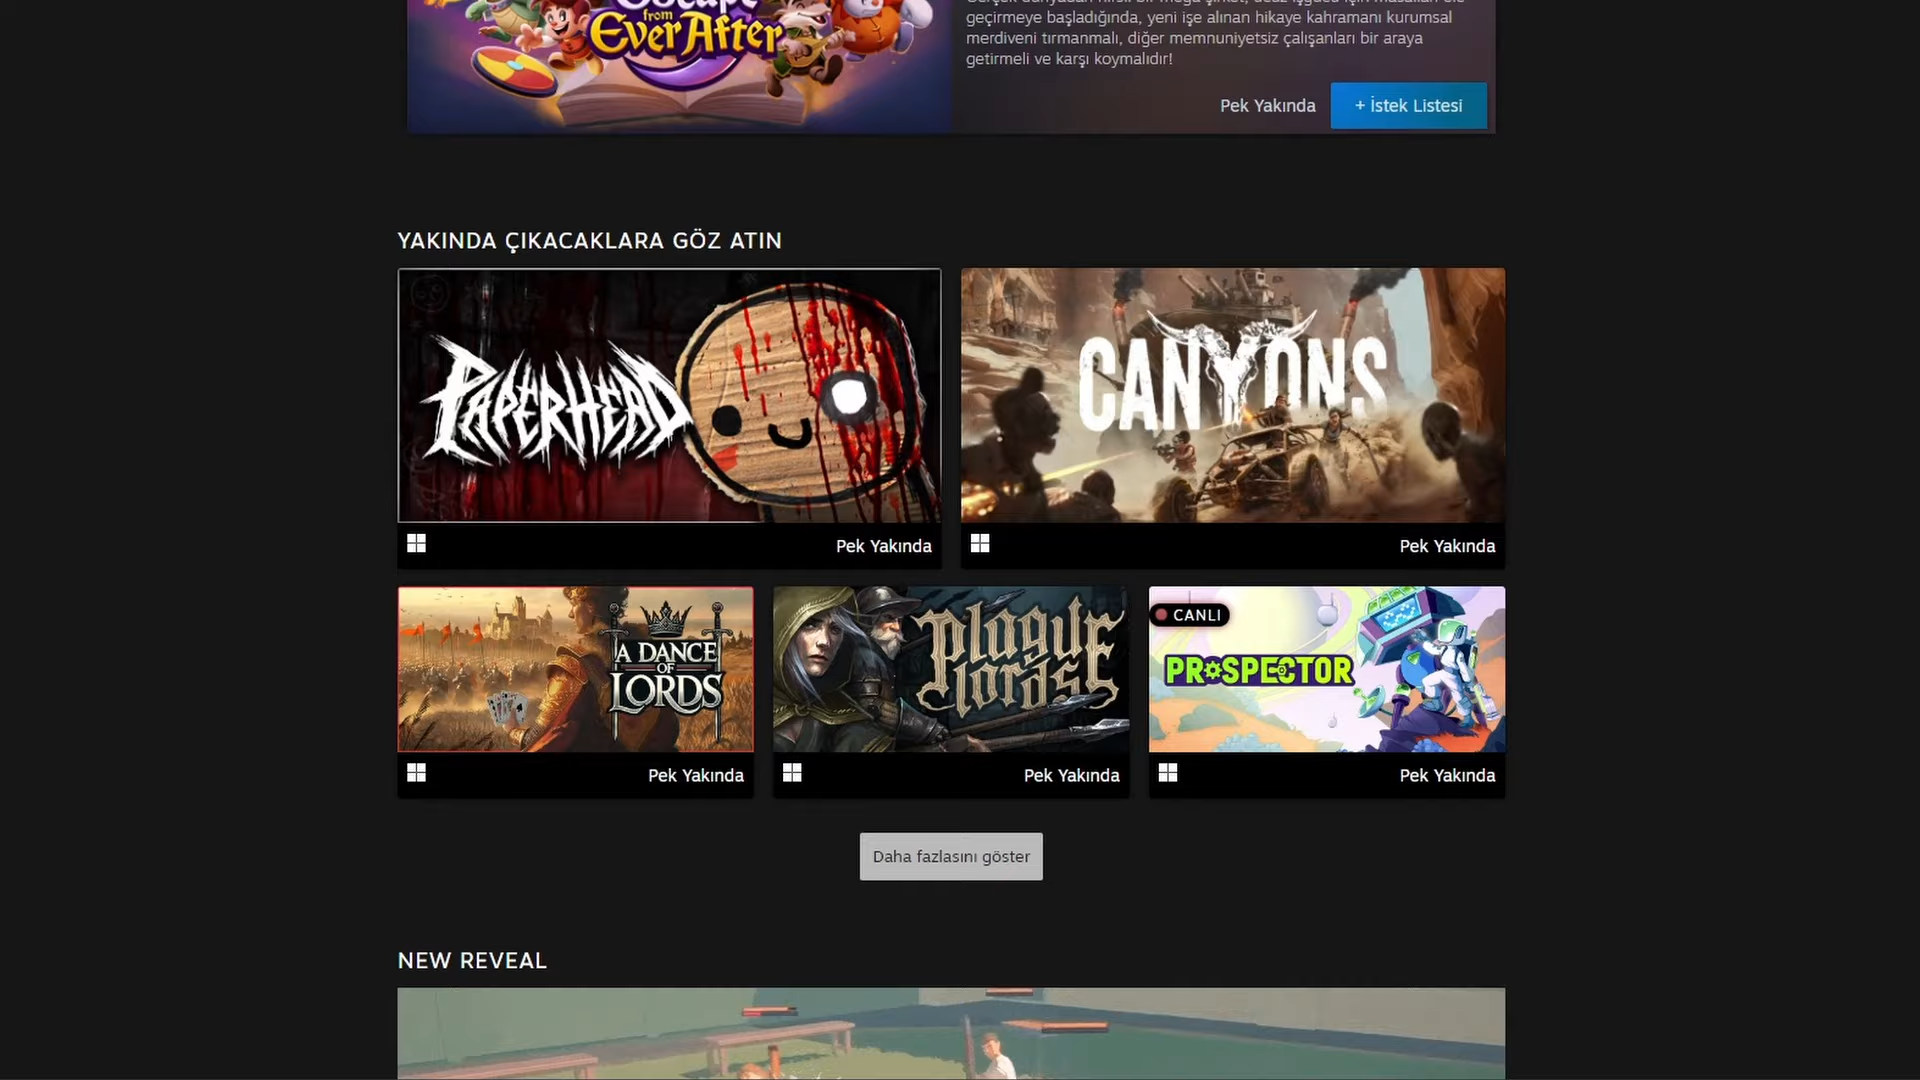 Escape
from
Ever After
geçirmeye başladığında, yeni işe alınan hikaye kahramanı kurumsal
merdiveni tırmanmalı, diğer memnuniyetsiz çalışanları bir araya
getirmeli ve karşı koymalıdır!
Pek Yakında
+ İstek Listesi
YAKINDA ÇIKACAKLARA GÖZ ATIN
PAPERHEAD
CANYONS
Pek Yakında
Pek Yakında
A DANCE
OF
LORDS
Plague
Lords
CANLI
PROSPECTOR
Pek Yakında
Pek Yakında
Pek Yakında
Daha fazlasını göster
NEW REVEAL